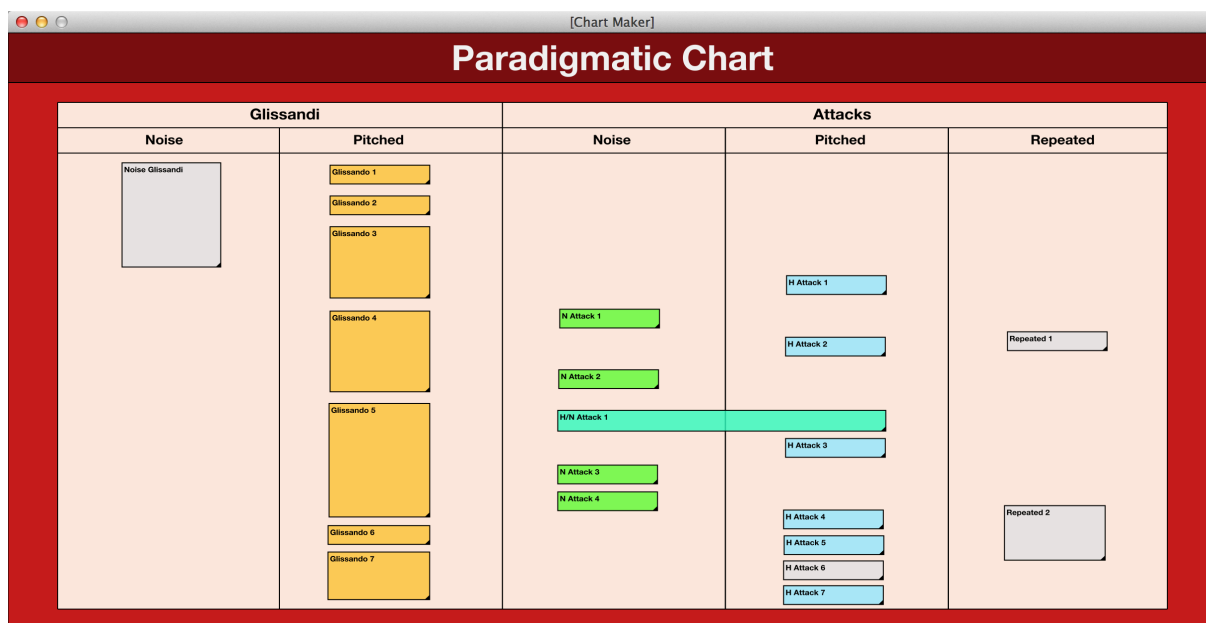 [Chart Maker]
Paradigmatic Chart
Glissandi
Attacks
Noise
Pitched
Noise
Pitched
Repeated
Noise Glissandi
Glissando 1
Glissando 2
Glissando 3
Glissando 4
Glissando 5
Glissando 6
Glissando 7
N Attack 1
N Attack 2
H/N Attack 1
N Attack 3
N Attack 4
H Attack 1
H Attack 2
H Attack 3
H Attack 4
H Attack 5
H Attack 6
H Attack 7
Repeated 1
Repeated 2